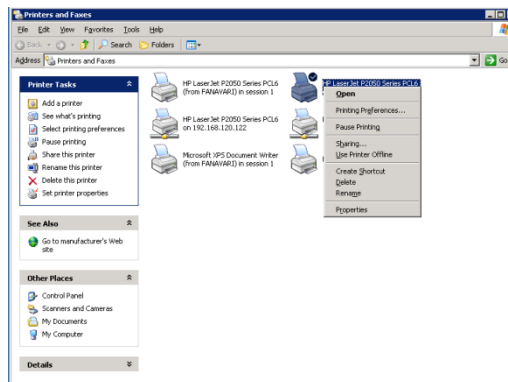 Printers and Faxes
File Edit View Favorites Tools Help
Back Search Folders
Address Printers and Faxes Go
Printer Tasks
Add a printer
See what's printing
Select printing preferences
Pause printing
Share this printer
Rename this printer
Delete this printer
Set printer properties
See Also
Go to manufacturer's Web
site
Other Places
Control Panel
Scanners and Cameras
My Documents
My Computer
Details
HP LaserJet P2050 Series PCL6
(from FANAVARI) in session 1
HP LaserJet P2050 Series PCL6
on 192.168.120.122
Microsoft XPS Document Writer
(from FANAVARI) in session 1
HP LaserJet P2050 Series PCL6
Open
Printing Preferences...
Pause Printing
Sharing...
Use Printer Offline
Create Shortcut
Delete
Rename
Properties